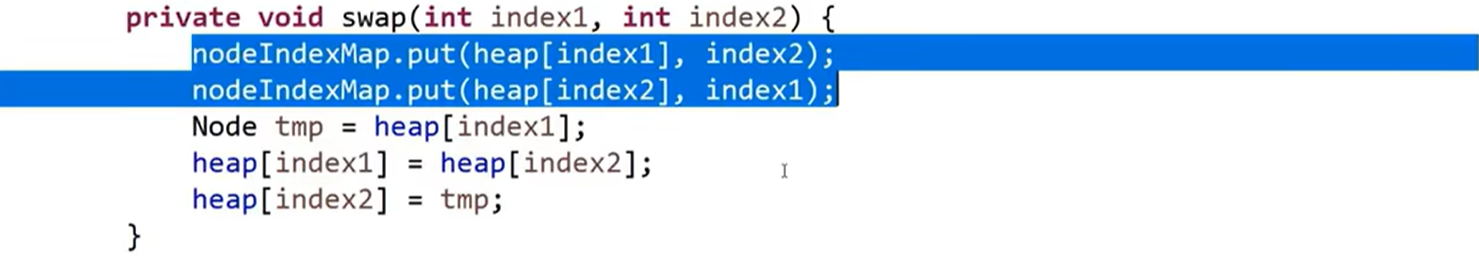 private void swap(int index1, int index2) {
nodeIndexMap.put(heap[index1], index2);
nodeIndexMap.put(heap[index2], index1);
Node tmp = heap[index1];
heap[index1] = heap[index2];
heap[index2] = tmp;
}